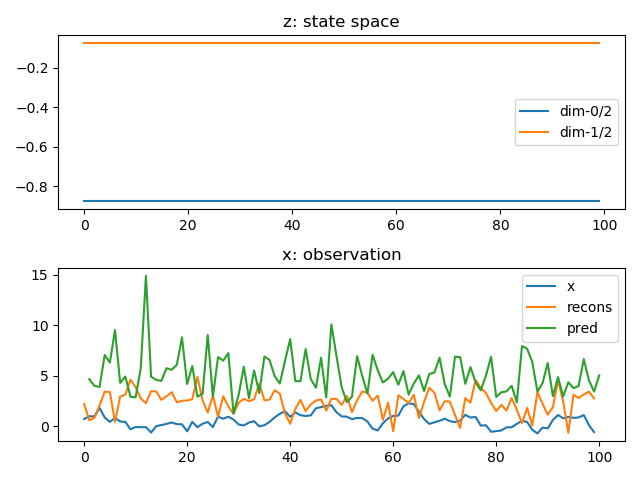 z: state space
−0.2
−0.4
−0.6
−0.8
dim-0/2
dim-1/2
0 20 40 60 80 100
x: observation
15
10
5
0
x
recons
pred
0 20 40 60 80 100